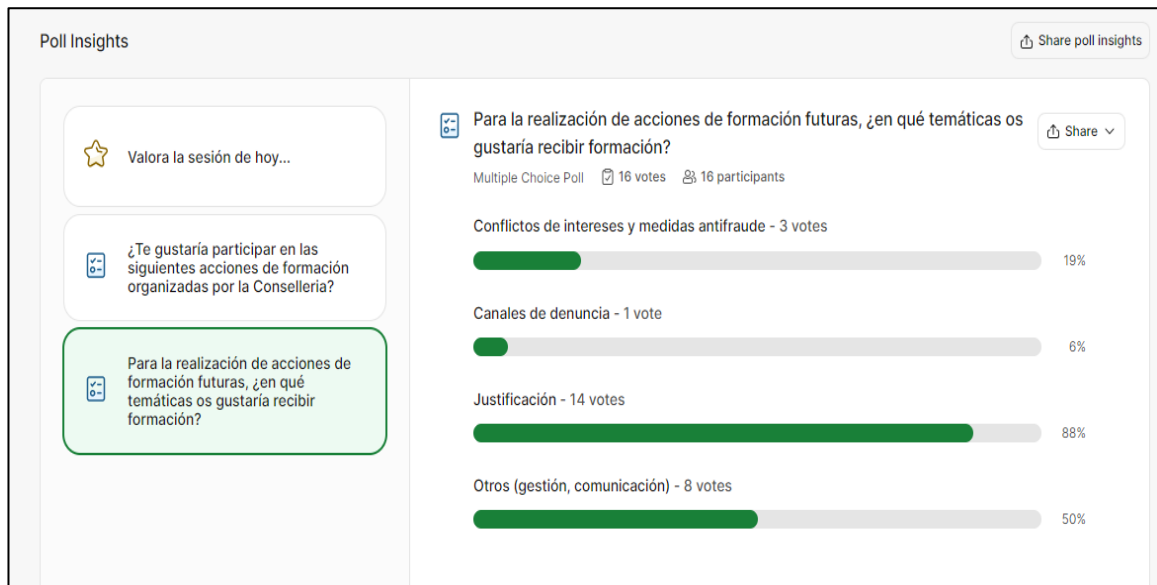 Poll Insights
Share poll insights
Valora la sesión de hoy...
¿Te gustaría participar en las
siguientes acciones de formación
organizadas por la Conselleria?
Para la realización de acciones de
formación futuras, ¿en qué
temáticas os gustaría recibir
formación?
Para la realización de acciones de formación futuras, ¿en qué temáticas os
gustaría recibir formación?
Share
Multiple Choice Poll 16 votes 16 participants
Conflictos de intereses y medidas antifraude - 3 votes
19%
Canales de denuncia - 1 vote
6%
Justificación - 14 votes
88%
Otros (gestión, comunicación) - 8 votes
50%